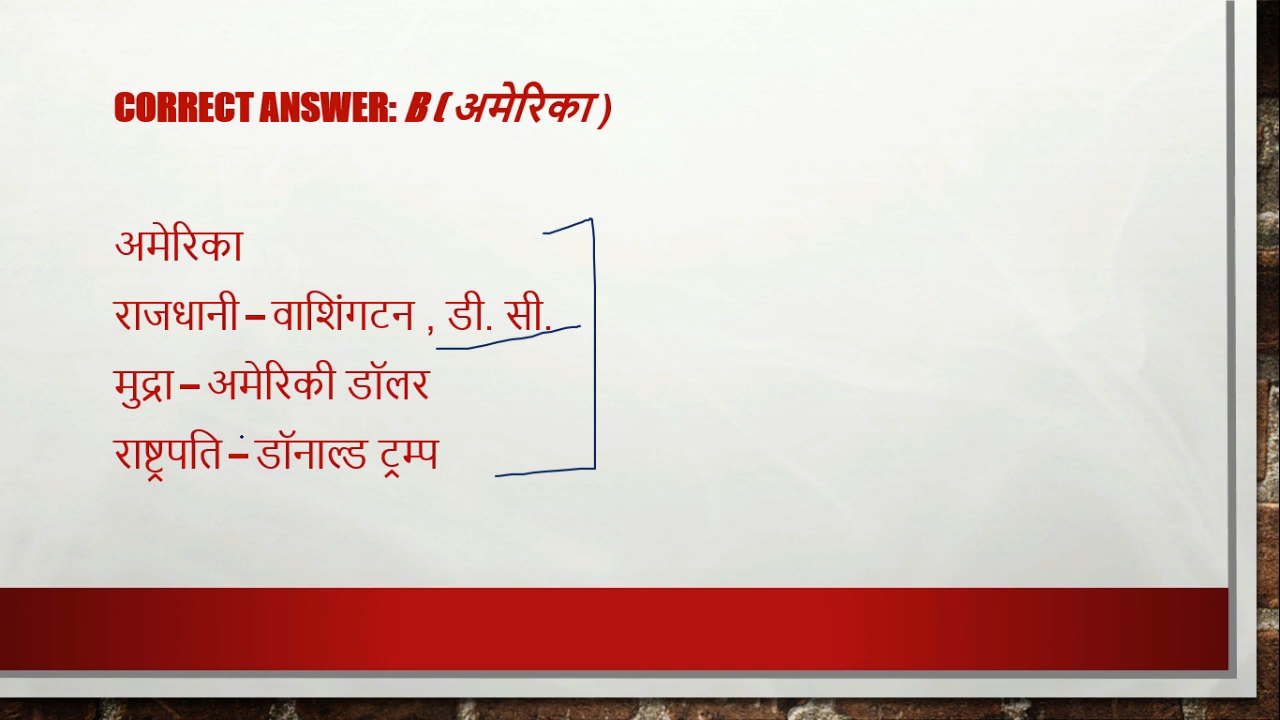 CORRECT ANSWER: B ( अमेरिका )
अमेरिका
राजधानी – वाशिंगटन , डी. सी.
मुद्रा – अमेरिकी डॉलर
राष्ट्रपति – डॉनाल्ड ट्रम्प